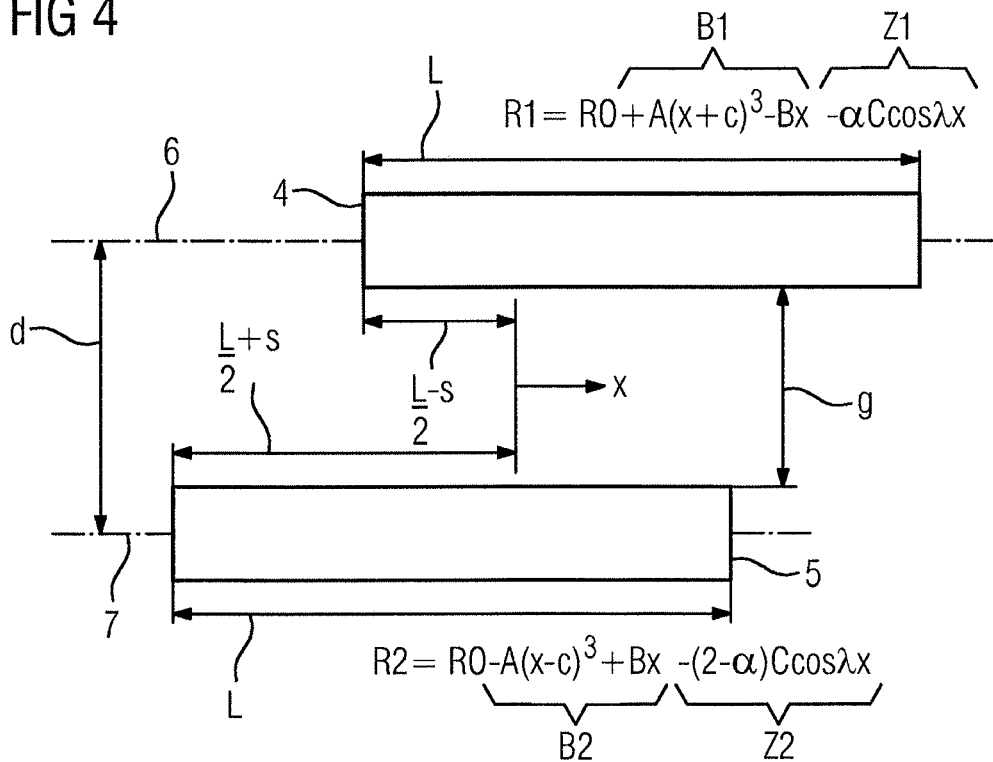 FIG 4
B1 Z1
L
R1= R0+A(x+c)³-Bx -αCcosλx
6
4
d
L/2+s
L/2-s
x
g
5
7
L
R2= R0-A(x-c)³+Bx -(2-α)Ccosλx
B2 Z2